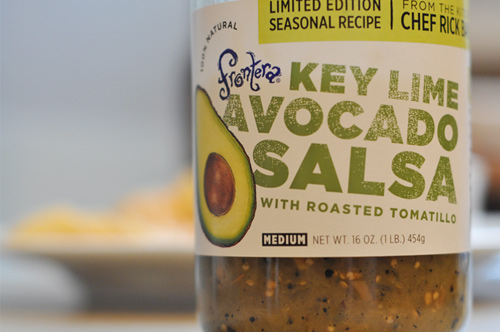 LIMITED EDITION
SEASONAL RECIPE
FROM THE
CHEF RICK
100% NATURAL
Frontera®
KEY LIME
AVOCADO
SALSA
WITH ROASTED TOMATILLO
MEDIUM NET WT. 16 OZ. (1 LB.) 454g